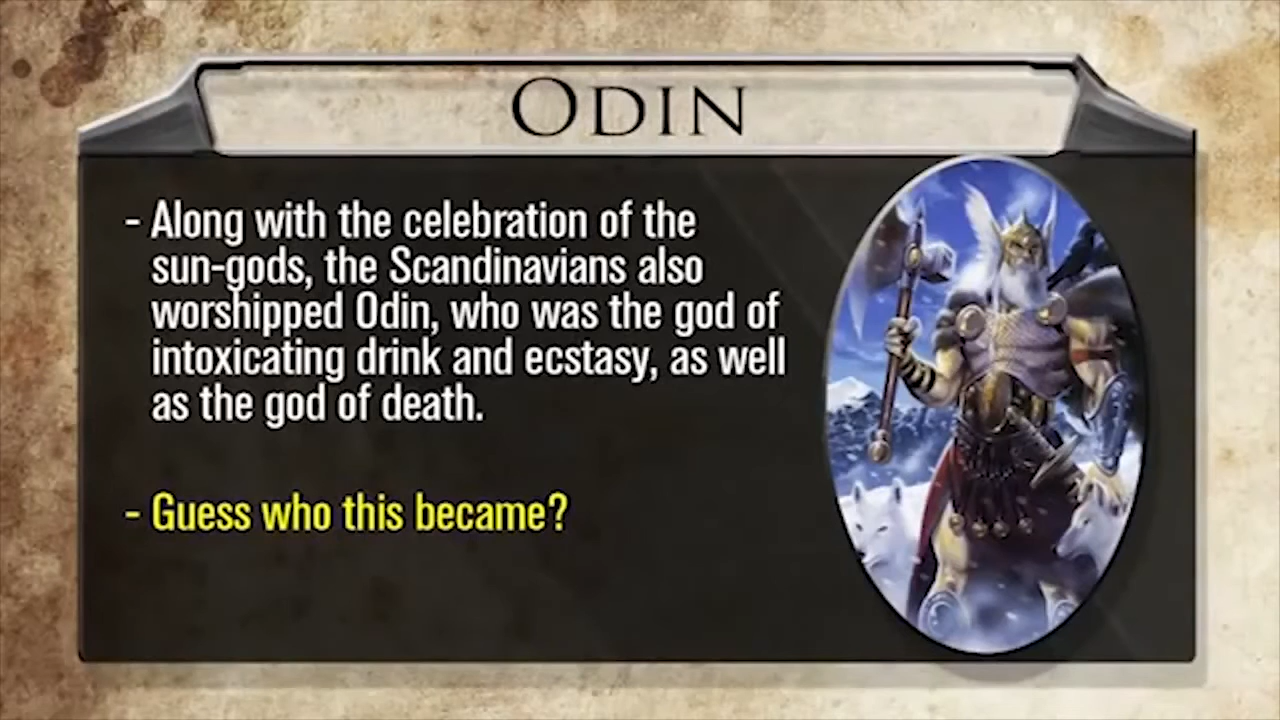 ODIN
- Along with the celebration of the
sun-gods, the Scandinavians also
worshipped Odin, who was the god of
intoxicating drink and ecstasy, as well
as the god of death.
- Guess who this became?